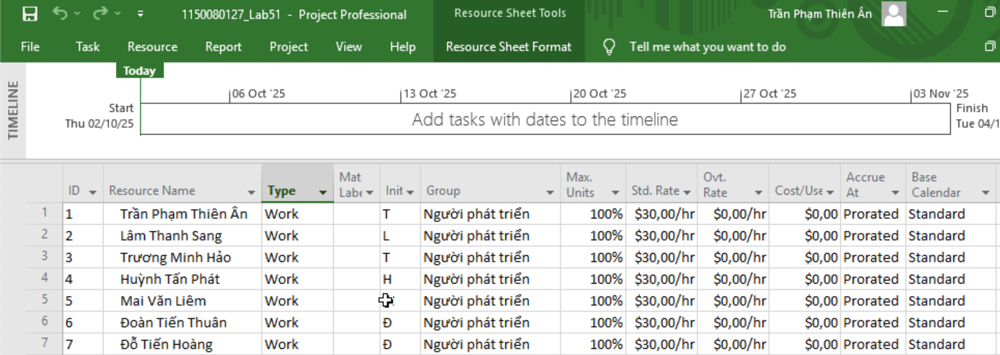 1150080127_Lab51 - Project Professional
Resource Sheet Tools
Trần Phạm Thiên Ân
File Task Resource Report Project View Help Resource Sheet Format Tell me what you want to do
TIMELINE
Today
06 Oct '25 13 Oct '25 20 Oct '25 27 Oct '25 03 Nov '25
Start
Thu 02/10/25
Add tasks with dates to the timeline
Finish
Tue 04/1
ID Resource Name Type Mat Labe Init Group Max. Units Std. Rate Ovt. Rate Cost/Use Accrue At Base Calendar
1 1 Trần Phạm Thiên Ân Work T Người phát triển 100% $30,00/hr $0,00/hr $0,00 Prorated Standard
2 2 Lâm Thanh Sang Work L Người phát triển 100% $30,00/hr $0,00/hr $0,00 Prorated Standard
3 3 Trương Minh Hảo Work T Người phát triển 100% $30,00/hr $0,00/hr $0,00 Prorated Standard
4 4 Huỳnh Tấn Phát Work H Người phát triển 100% $30,00/hr $0,00/hr $0,00 Prorated Standard
5 5 Mai Văn Liêm Work Người phát triển 100% $30,00/hr $0,00/hr $0,00 Prorated Standard
6 6 Đoàn Tiến Thuân Work Đ Người phát triển 100% $30,00/hr $0,00/hr $0,00 Prorated Standard
7 7 Đỗ Tiến Hoàng Work Đ Người phát triển 100% $30,00/hr $0,00/hr $0,00 Prorated Standard